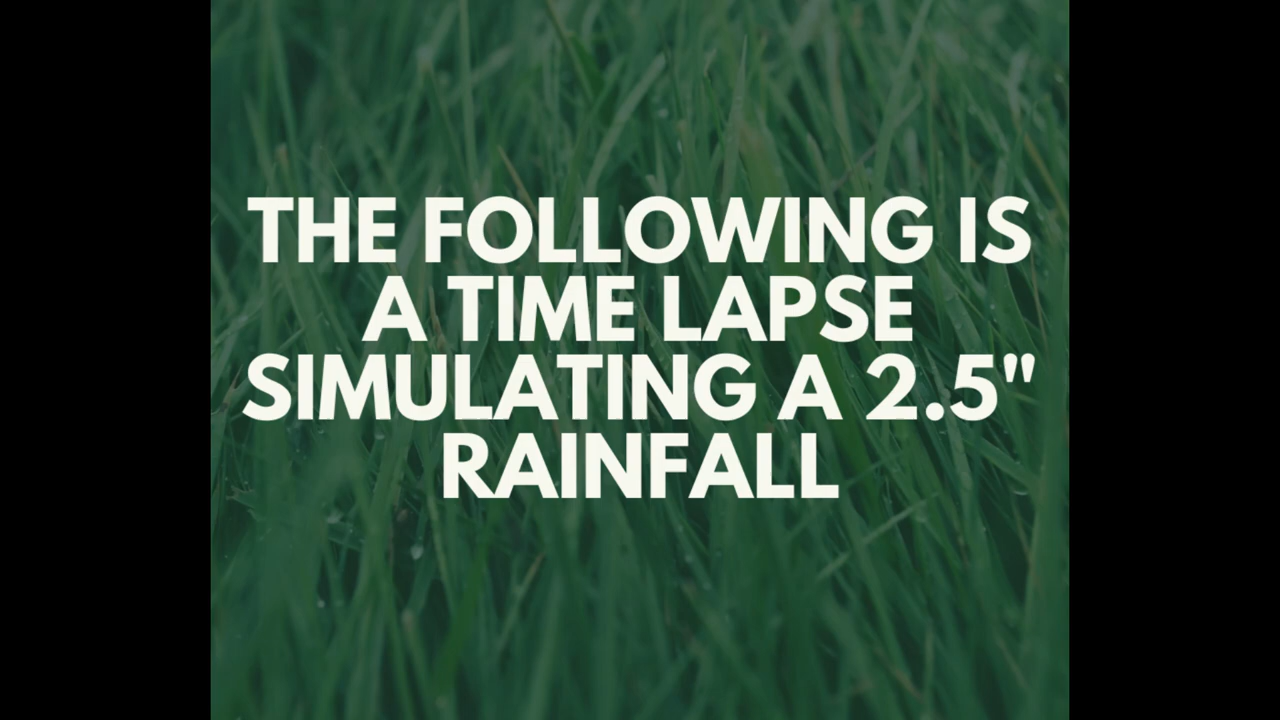 THE FOLLOWING IS
A TIME LAPSE
SIMULATING A 2.5"
RAINFALL